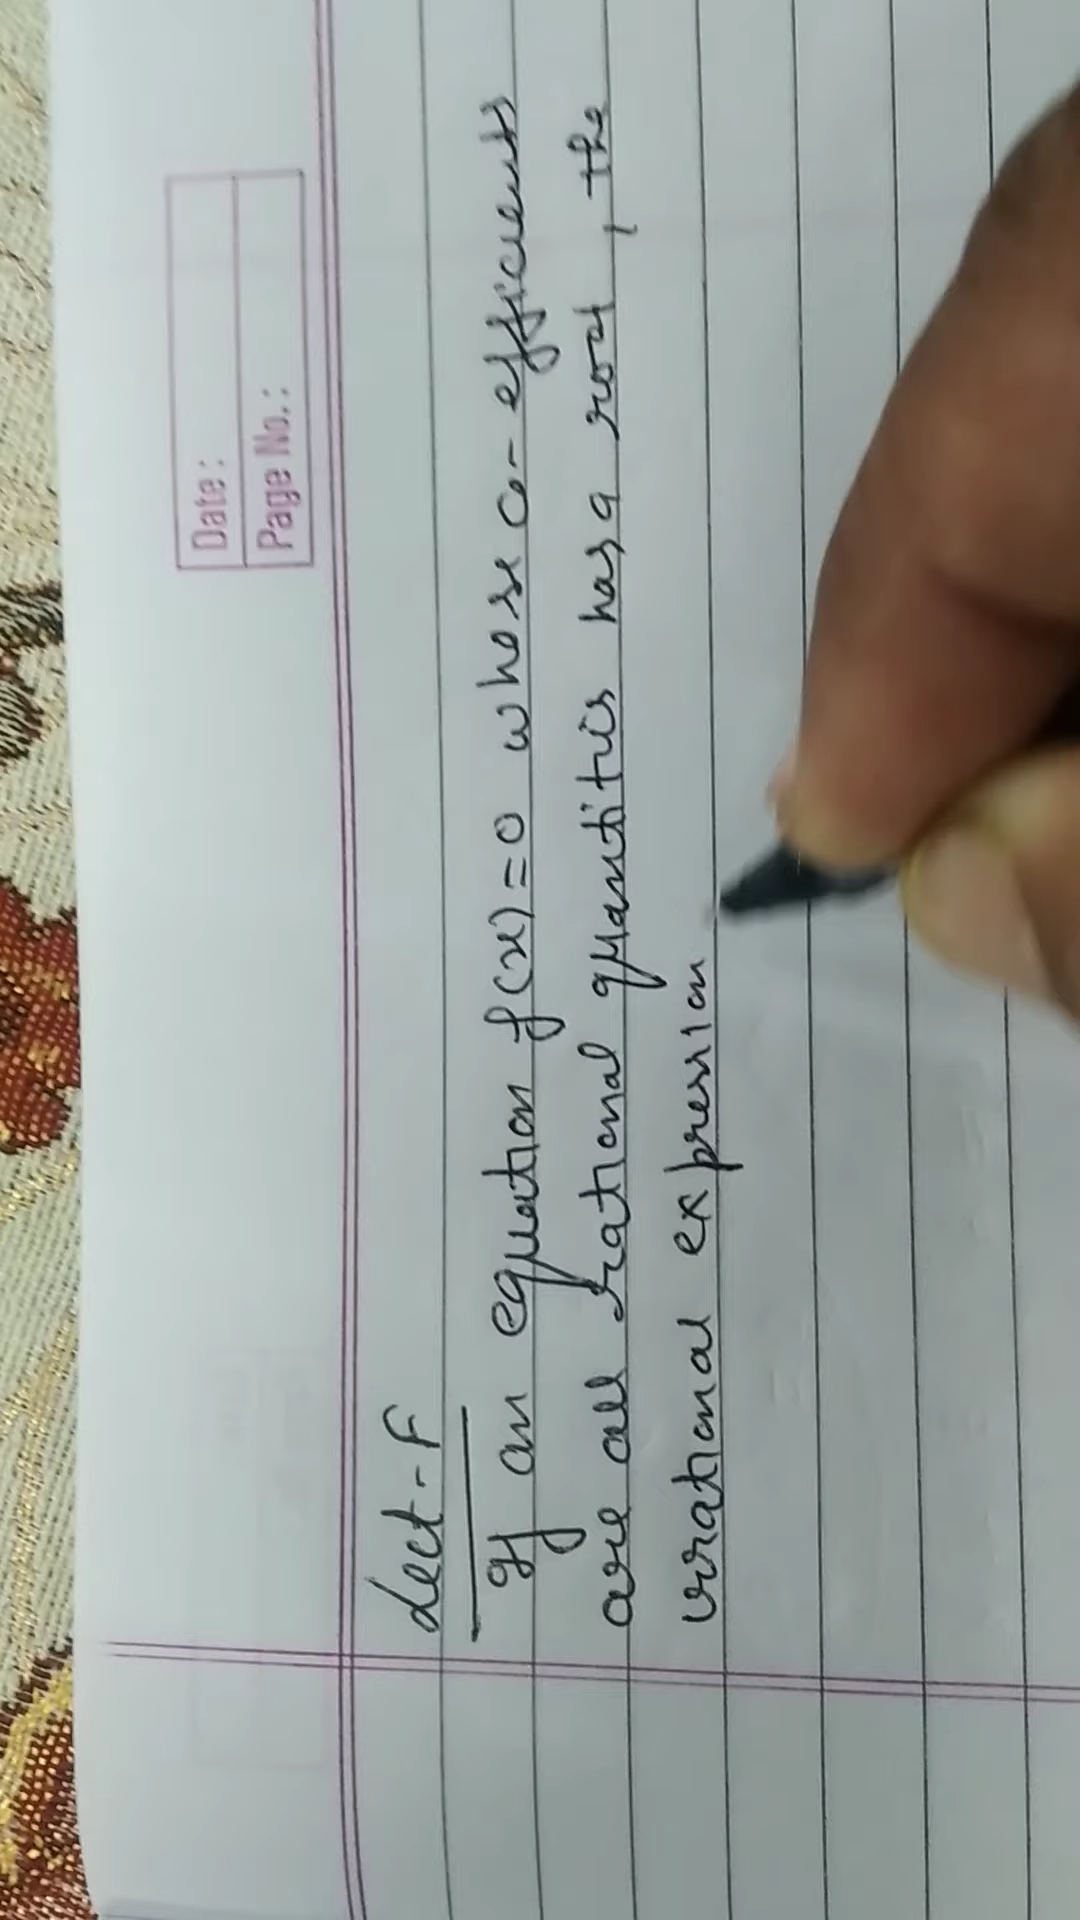 Date :
Page No. :
Lect - F
If an equation f(x) = 0 whose co-efficients
are all rational quantitis has a root, the
irrational expression